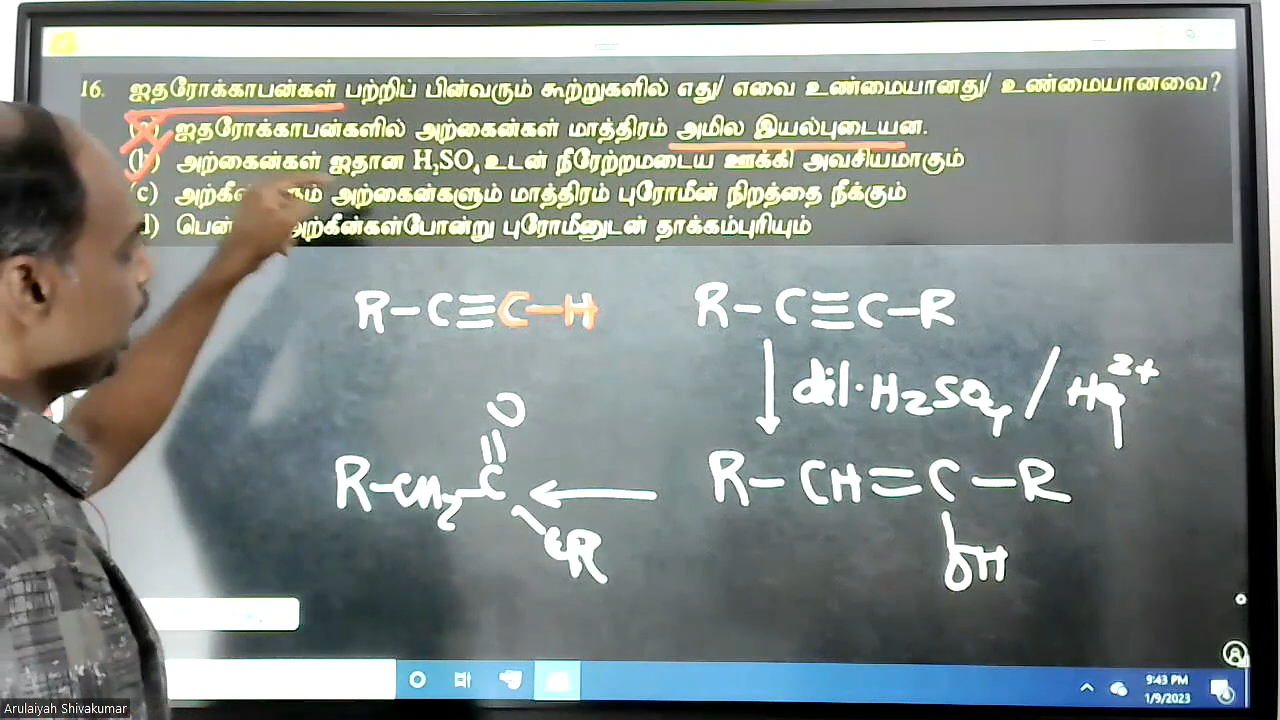 16. ஐதரோக்காபன்கள் பற்றிப் பின்வரும் கூற்றுகளில் எது/ எவை உண்மையானது/ உண்மையானவை?
(a) ஐதரோக்காபன்களில் அற்கைன்கள் மாத்திரம் அமில இயல்புடையன.
(b) அற்கைன்கள் ஐதான H₂SO₄ உடன் நீரேற்றமடைய ஊக்கி அவசியமாகும்
(c) அற்கைன்களும் மாத்திரம் புரோமீன் நிறத்தை நீக்கும்
அற்கீன்கள்போன்று புரோமீனுடன் தாக்கம்புரியும்
R-C≡C-H
R-C≡C-R
dil. H₂SO₄ / Hg²⁺
R-CH=C-R
OH
O
R-CH₂-C
R
9:43 PM
1/9/2023
Arulaiyah Shivakumar